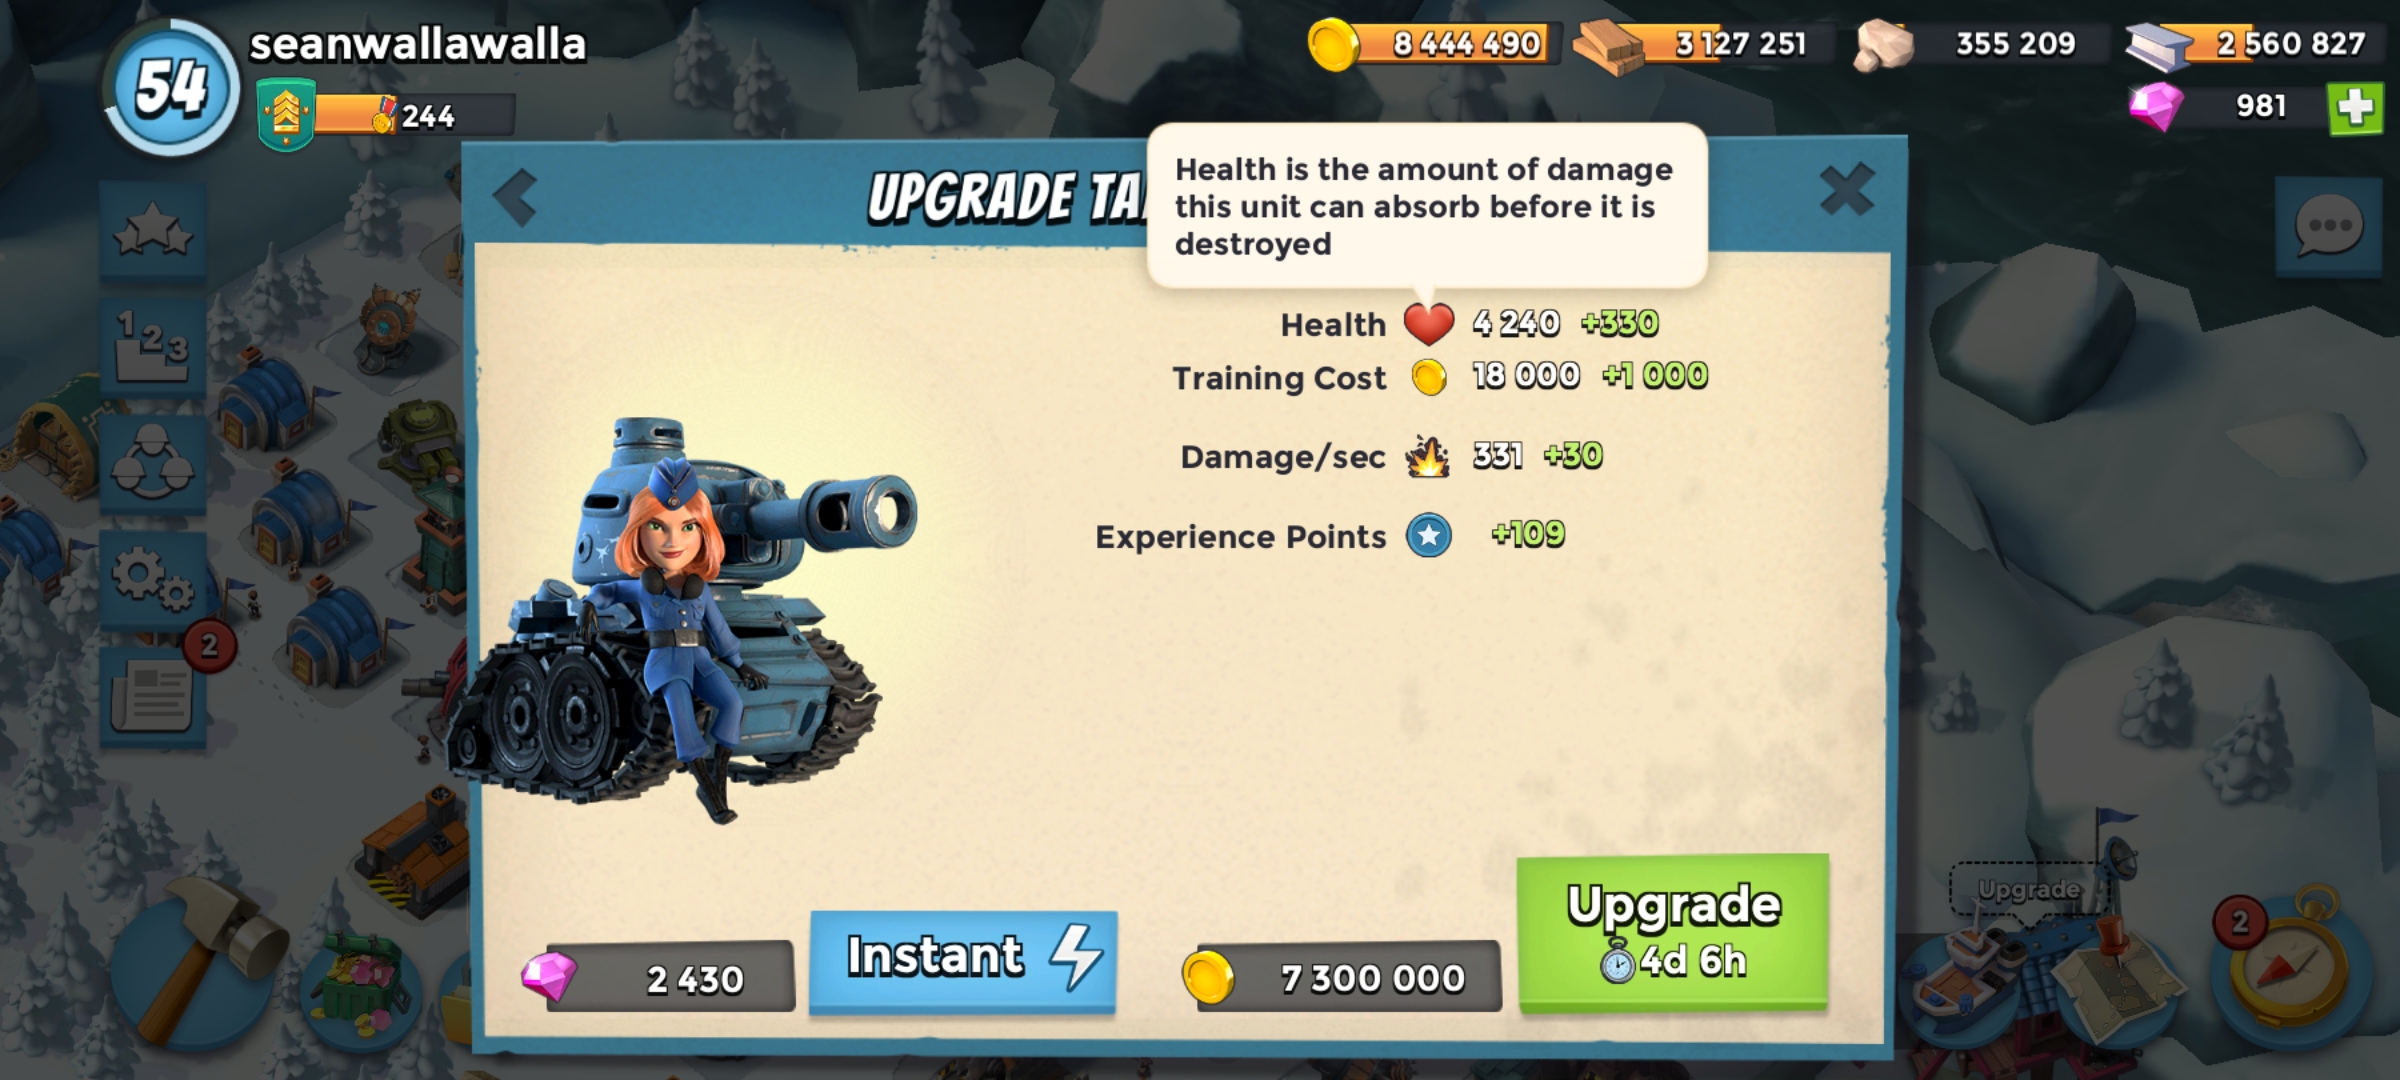 54
seanwallawalla
244
8 444 490
3 127 251
355 209
2 560 827
981
UPGRADE
Health is the amount of damage
this unit can absorb before it is
destroyed
Health 4 240 +330
Training Cost 18 000 +1 000
Damage/sec 331 +30
Experience Points +109
1 2 3
2
2 430
Instant
7 300 000
Upgrade
4d 6h
Upgrade
2